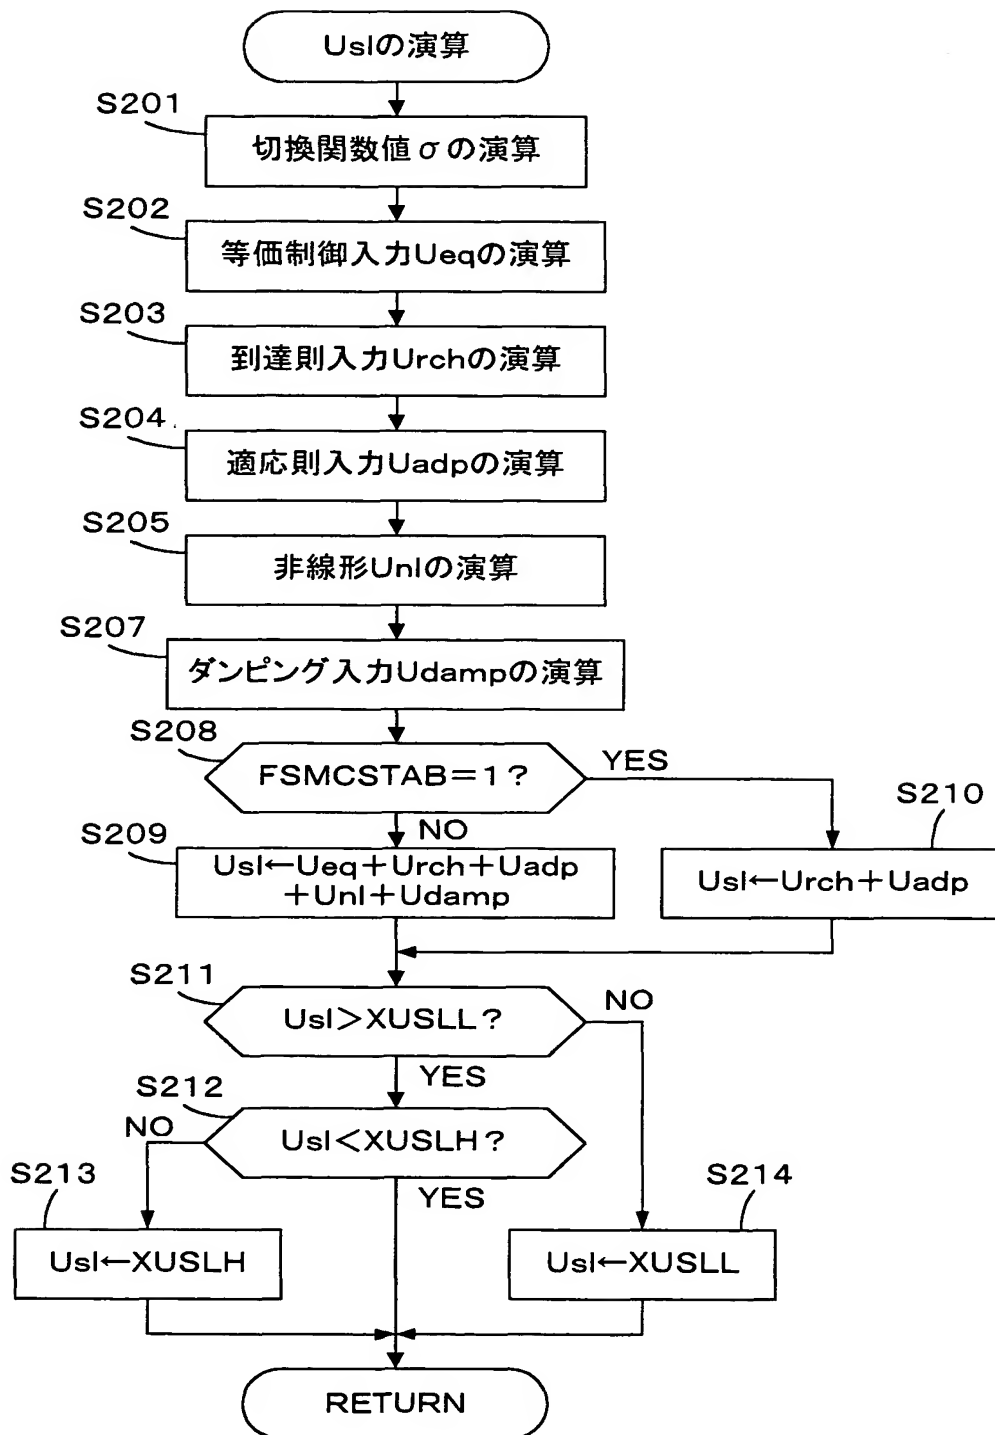 Uslの演算
S201
切換関数値σの演算
S202
等価制御入力Ueqの演算
S203
到達則入力Urchの演算
S204
適応則入力Uadpの演算
S205
非線形Unlの演算
S207
ダンピング入力Udampの演算
S208
FSMCSTAB=1?
YES
NO
S209
Usl←Ueq+Urch+Uadp
+Unl+Udamp
S210
Usl←Urch+Uadp
S211
Usl>XUSLL?
NO
YES
S212
Usl<XUSLH?
NO
YES
S213
Usl←XUSLH
S214
Usl←XUSLL
RETURN